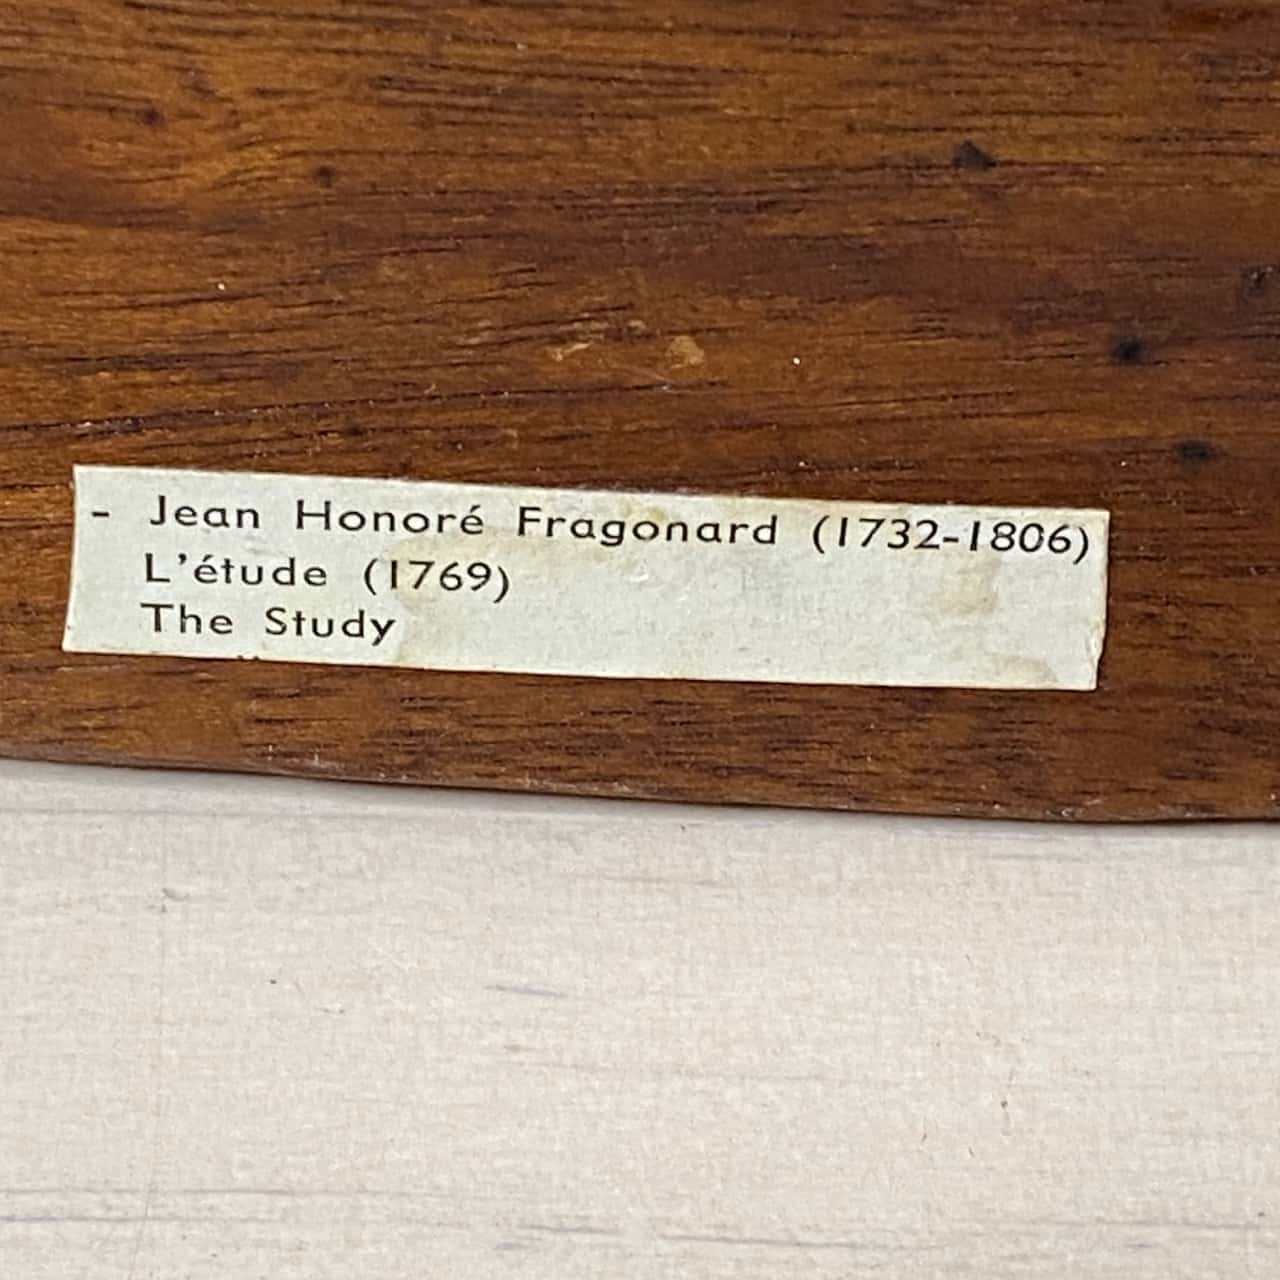 - Jean Honoré Fragonard (1732-1806)
L'étude (1769)
The Study